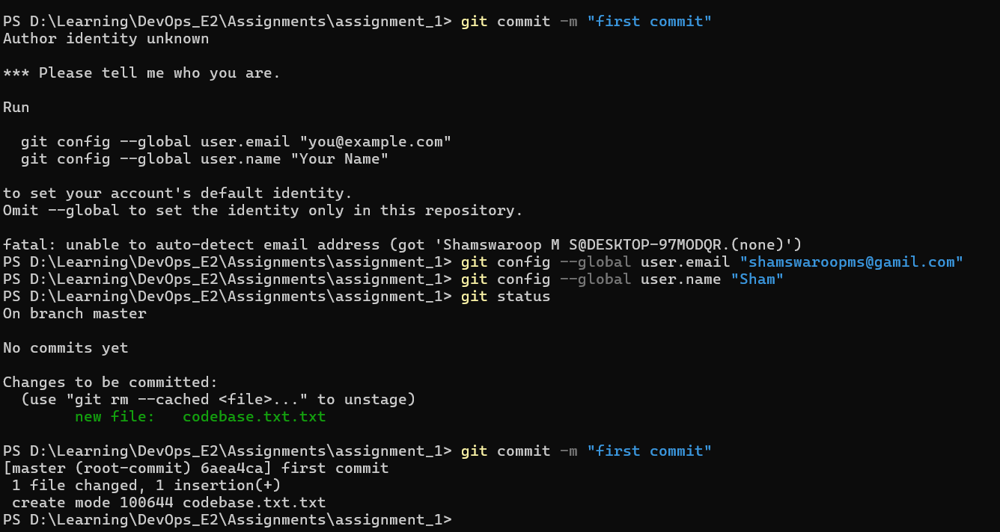 PS D:\Learning\DevOps_E2\Assignments\assignment_1> git commit -m "first commit"
Author identity unknown
*** Please tell me who you are.
Run
  git config --global user.email "you@example.com"
  git config --global user.name "Your Name"
to set your account's default identity.
Omit --global to set the identity only in this repository.
fatal: unable to auto-detect email address (got 'Shamswaroop M S@DESKTOP-97MODQR.(none)')
PS D:\Learning\DevOps_E2\Assignments\assignment_1> git config --global user.email "shamswaroopms@gamil.com"
PS D:\Learning\DevOps_E2\Assignments\assignment_1> git config --global user.name "Sham"
PS D:\Learning\DevOps_E2\Assignments\assignment_1> git status
On branch master
No commits yet
Changes to be committed:
  (use "git rm --cached <file>..." to unstage)
        new file:   codebase.txt.txt
PS D:\Learning\DevOps_E2\Assignments\assignment_1> git commit -m "first commit"
[master (root-commit) 6aea4ca] first commit
 1 file changed, 1 insertion(+)
 create mode 100644 codebase.txt.txt
PS D:\Learning\DevOps_E2\Assignments\assignment_1>